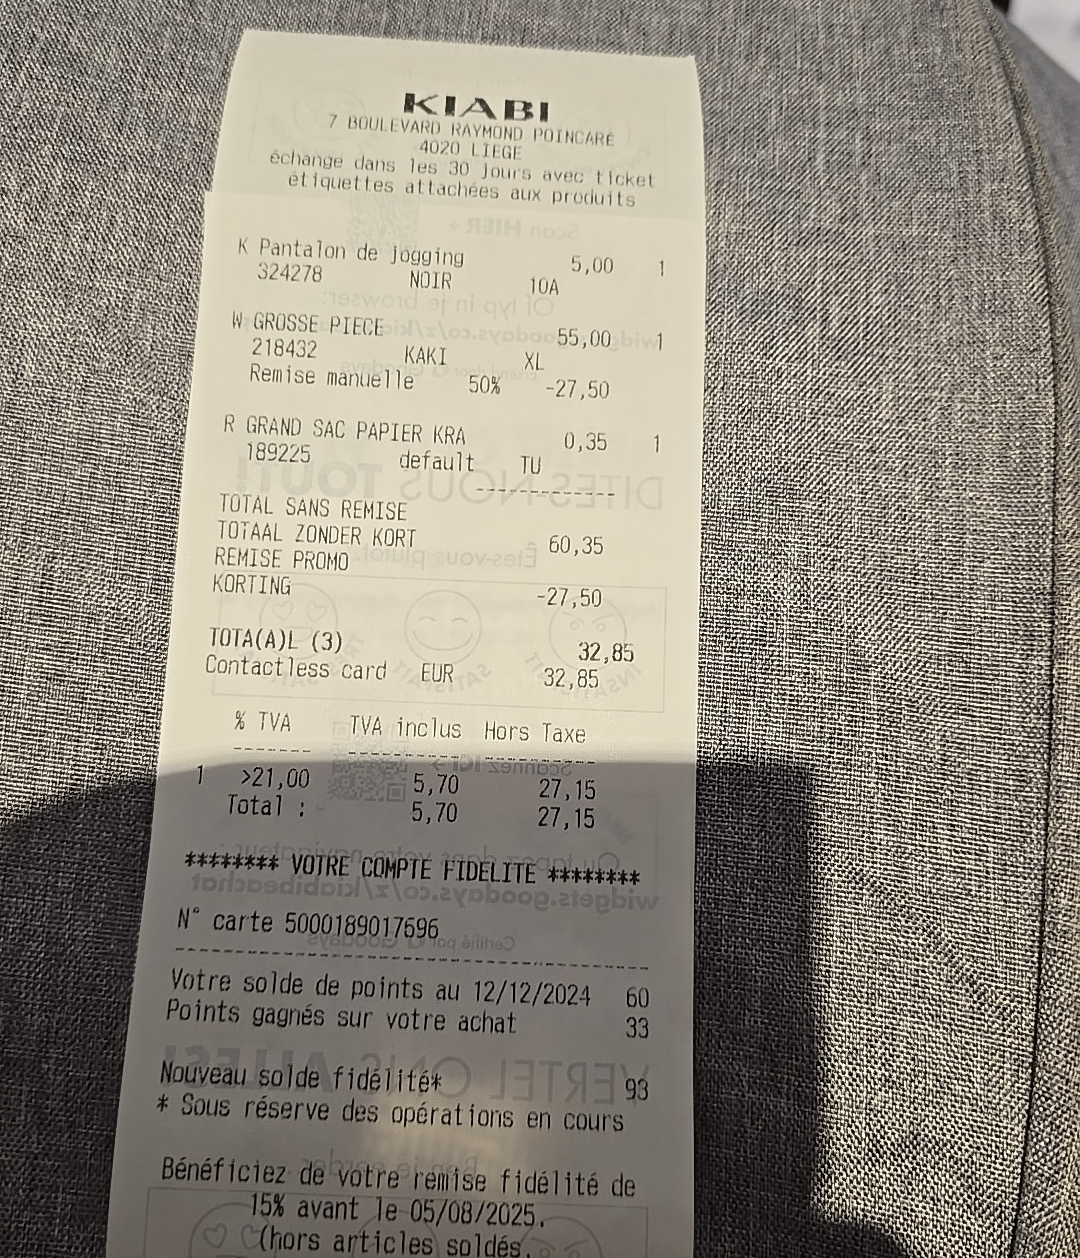 KIABI
7 BOULEVARD RAYMOND POINCARÉ
4020 LIEGE
échange dans les 30 jours avec ticket
étiquettes attachées aux produits
K Pantalon de jogging 5,00 1
324278 NOIR 10A
W GROSSE PIECE 55,00 1
218432 KAKI XL
Remise manuelle 50% -27,50
R GRAND SAC PAPIER KRA 0,35 1
189225 default TU
-------------
TOTAL SANS REMISE
TOTAAL ZONDER KORT 60,35
REMISE PROMO
KORTING -27,50
TOTA(A)L (3) 32,85
Contactless card EUR 32,85
% TVA TVA inclus Hors Taxe
1 >21,00 5,70 27,15
Total : 5,70 27,15
******** VOTRE COMPTE FIDELITE ********
N° carte 5000189017696
Votre solde de points au 12/12/2024 60
Points gagnés sur votre achat 33
Nouveau solde fidélité* 93
* Sous réserve des opérations en cours
Bénéficiez de votre remise fidélité de
15% avant le 05/08/2025.
(hors articles soldés,